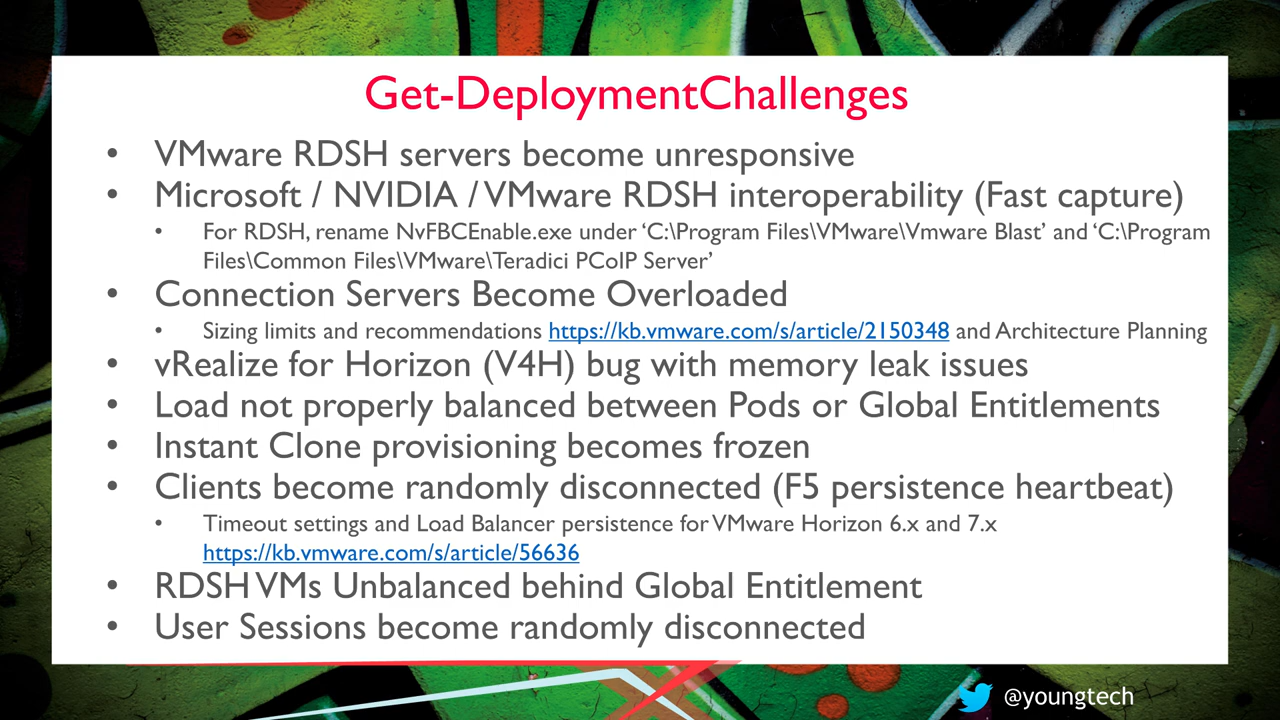 Get-DeploymentChallenges
• VMware RDSH servers become unresponsive
• Microsoft / NVIDIA / VMware RDSH interoperability (Fast capture)
• For RDSH, rename NvFBCEnable.exe under ‘C:\Program Files\VMware\Vmware Blast’ and ‘C:\Program
Files\Common Files\VMware\Teradici PCoIP Server’
• Connection Servers Become Overloaded
• Sizing limits and recommendations https://kb.vmware.com/s/article/2150348 and Architecture Planning
• vRealize for Horizon (V4H) bug with memory leak issues
• Load not properly balanced between Pods or Global Entitlements
• Instant Clone provisioning becomes frozen
• Clients become randomly disconnected (F5 persistence heartbeat)
• Timeout settings and Load Balancer persistence for VMware Horizon 6.x and 7.x
https://kb.vmware.com/s/article/56636
• RDSH VMs Unbalanced behind Global Entitlement
• User Sessions become randomly disconnected
@youngtech